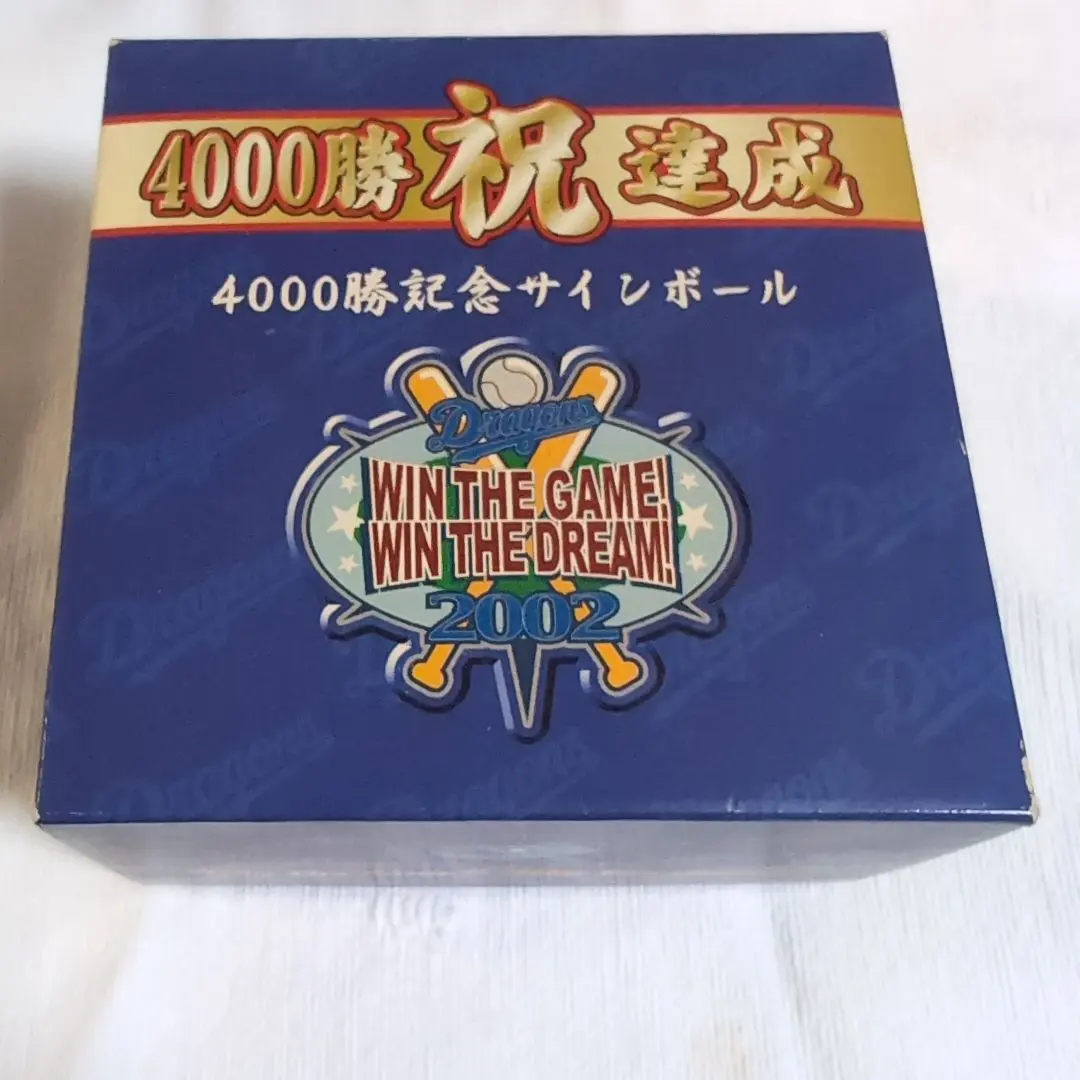 4000勝 祝 達成
4000勝記念サインボール
Dragons
WIN THE GAME!
WIN THE DREAM!
2002